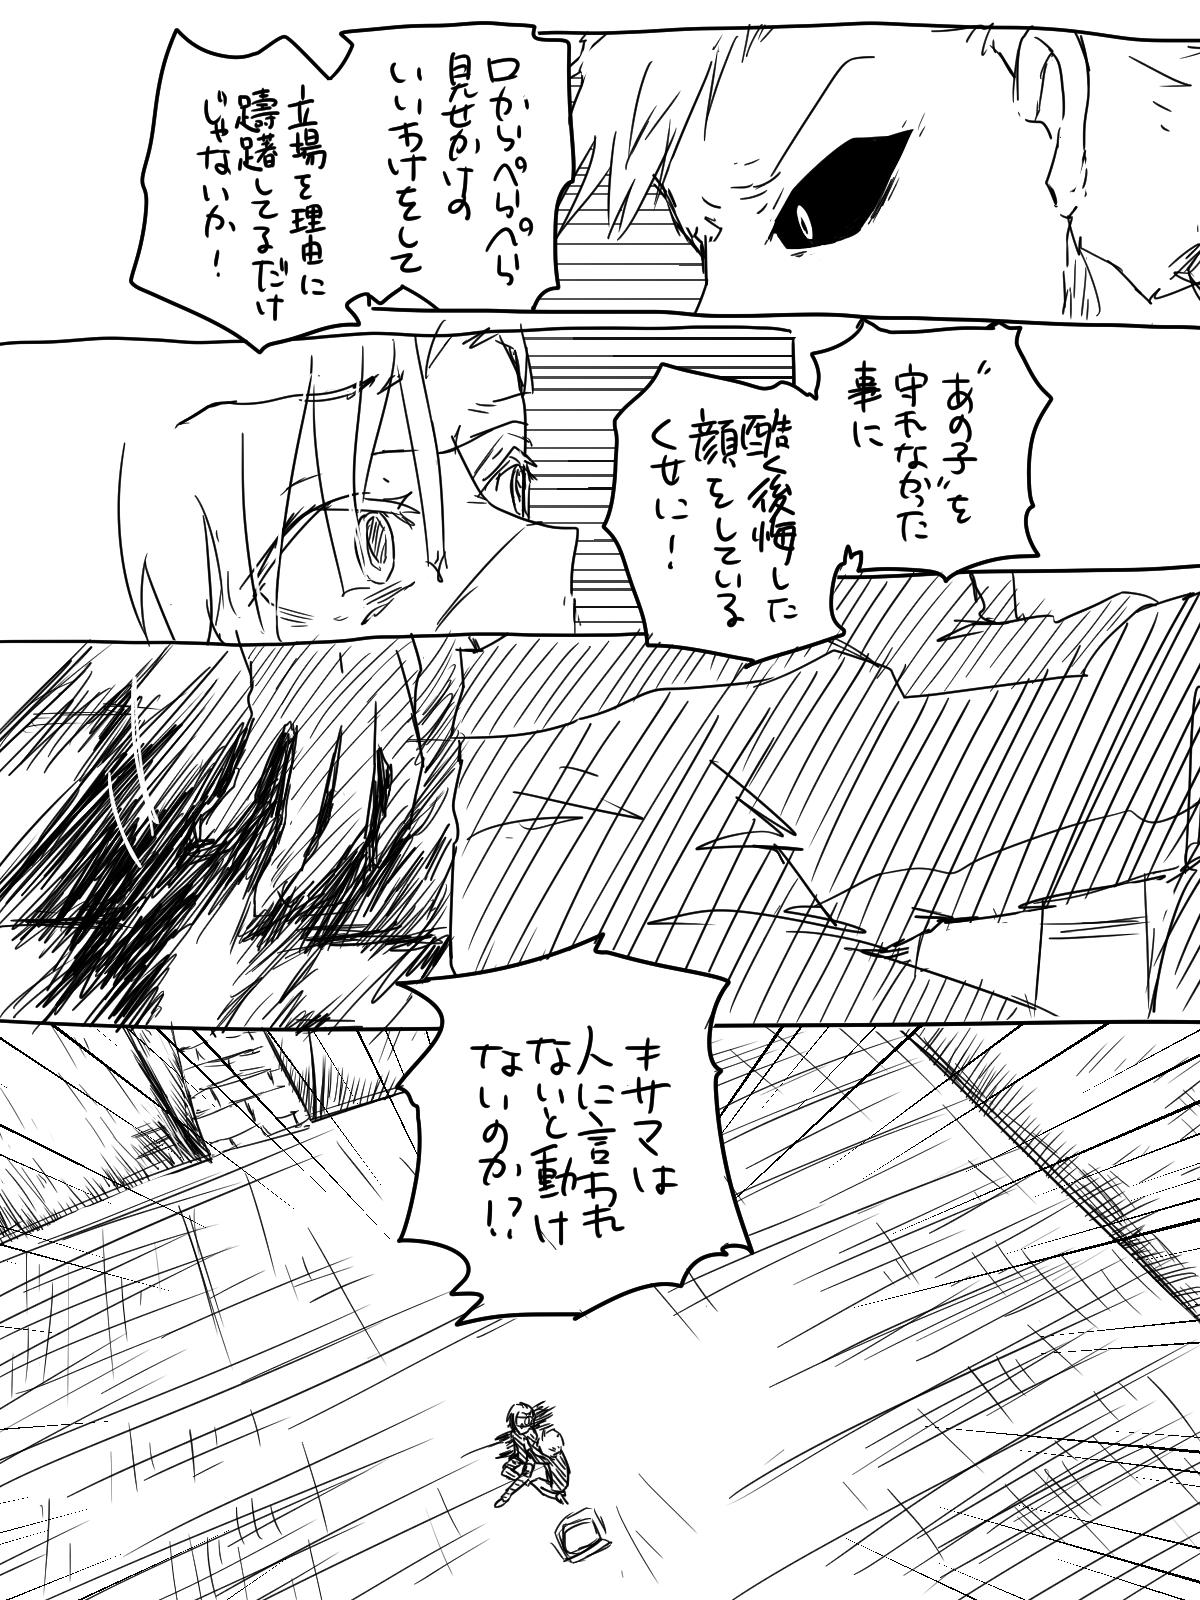 口からぺらぺら
見せかけの
いいわけをして
立場を理由に
躊躇してるだけ
じゃないか!
あの子を
守れなかった
事に
酷く後悔した
顔をしている
くせに!
キサマは
人に言われ
ないと動け
ないのか!?